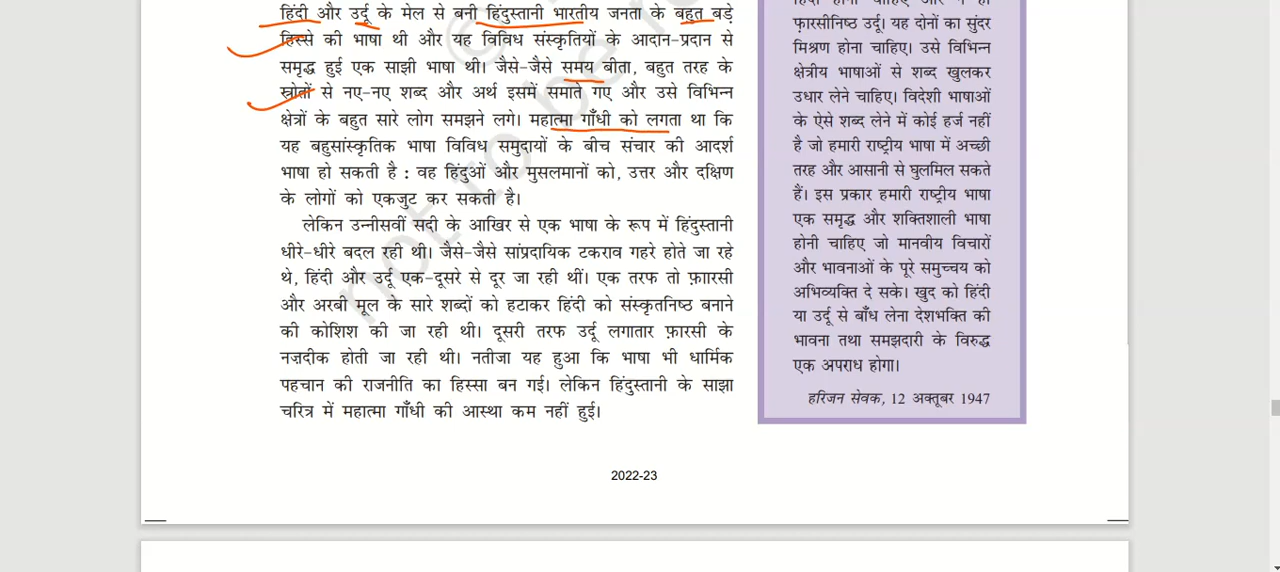 हिंदी और उर्दू के मेल से बनी हिंदुस्तानी भारतीय जनता के बहुत बड़े
हिस्से की भाषा थी और यह विविध संस्कृतियों के आदान-प्रदान से
समृद्ध हुई एक साझी भाषा थी। जैसे-जैसे समय बीता, बहुत तरह के
स्रोतों से नए-नए शब्द और अर्थ इसमें समाते गए और उसे विभिन्न
क्षेत्रों के बहुत सारे लोग समझने लगे। महात्मा गाँधी को लगता था कि
यह बहुसांस्कृतिक भाषा विविध समुदायों के बीच संचार की आदर्श
भाषा हो सकती है : वह हिंदुओं और मुसलमानों को, उत्तर और दक्षिण
के लोगों को एकजुट कर सकती है।
लेकिन उन्नीसवीं सदी के आखिर से एक भाषा के रूप में हिंदुस्तानी
धीरे-धीरे बदल रही थी। जैसे-जैसे सांप्रदायिक टकराव गहरे होते जा रहे
थे, हिंदी और उर्दू एक-दूसरे से दूर जा रही थीं। एक तरफ तो फ़ाारसी
और अरबी मूल के सारे शब्दों को हटाकर हिंदी को संस्कृतनिष्ठ बनाने
की कोशिश की जा रही थी। दूसरी तरफ उर्दू लगातार फ़ारसी के
नज़दीक होती जा रही थी। नतीजा यह हुआ कि भाषा भी धार्मिक
पहचान की राजनीति का हिस्सा बन गई। लेकिन हिंदुस्तानी के साझा
चरित्र में महात्मा गाँधी की आस्था कम नहीं हुई।
फ़ारसीनिष्ठ उर्दू। यह दोनों का सुंदर
मिश्रण होना चाहिए। उसे विभिन्न
क्षेत्रीय भाषाओं से शब्द खुलकर
उधार लेने चाहिए। विदेशी भाषाओं
के ऐसे शब्द लेने में कोई हर्ज नहीं
है जो हमारी राष्ट्रीय भाषा में अच्छी
तरह और आसानी से घुलमिल सकते
हैं। इस प्रकार हमारी राष्ट्रीय भाषा
एक समृद्ध और शक्तिशाली भाषा
होनी चाहिए जो मानवीय विचारों
और भावनाओं के पूरे समुच्चय को
अभिव्यक्ति दे सके। खुद को हिंदी
या उर्दू से बाँध लेना देशभक्ति की
भावना तथा समझदारी के विरुद्ध
एक अपराध होगा।
हरिजन सेवक, 12 अक्तूबर 1947
2022-23
not to be re